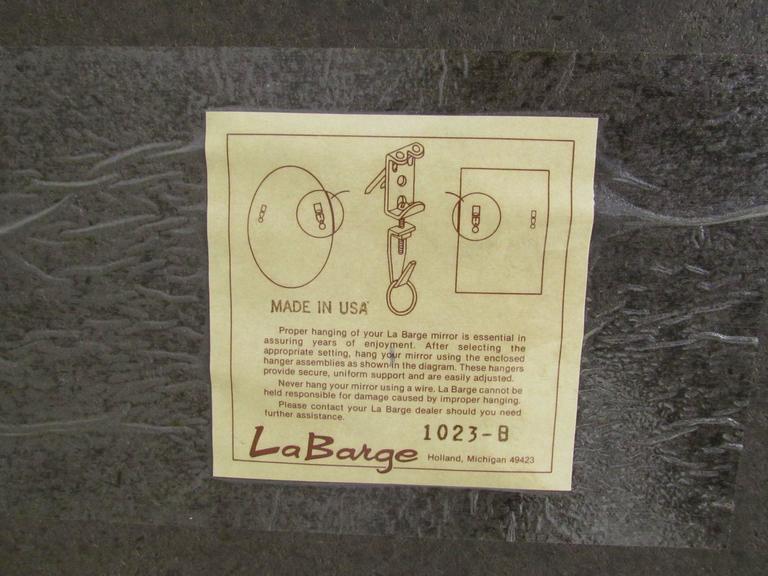 MADE IN USA
Proper hanging of your La Barge mirror is essential in
assuring years of enjoyment. After selecting the
appropriate setting, hang your mirror using the enclosed
hanger assemblies as shown in the diagram. These hangers
provide secure, uniform support and are easily adjusted.
Never hang your mirror using a wire. La Barge cannot be
held responsible for damage caused by improper hanging.
Please contact your La Barge dealer should you need
further assistance.
1023-B
LaBarge Holland, Michigan 49423